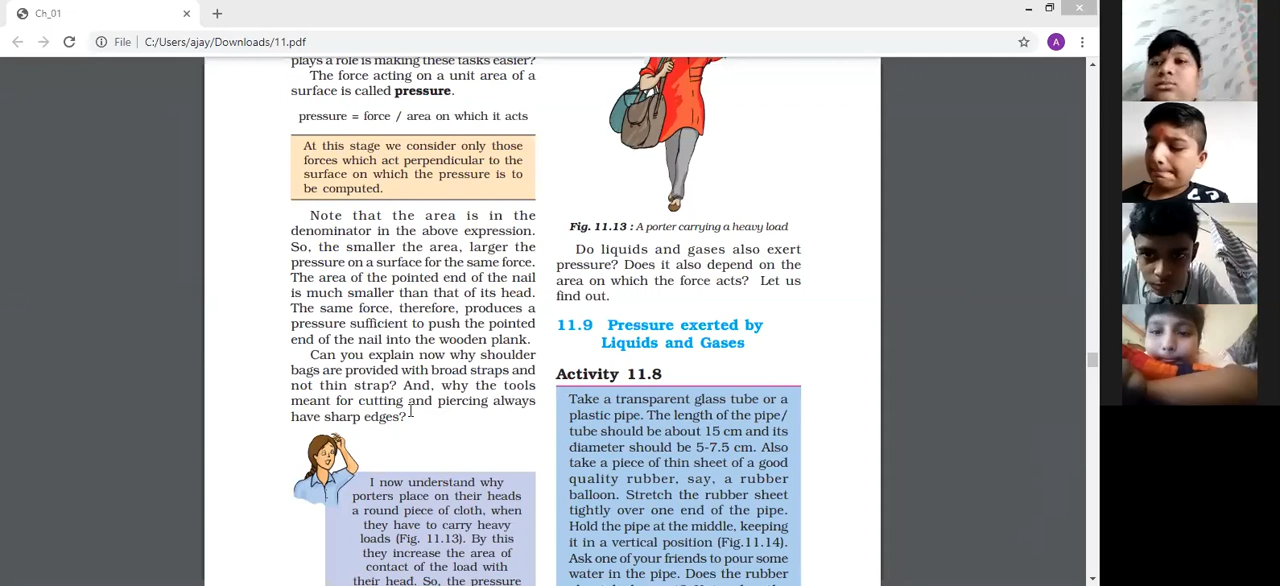 Ch_01
File
C:/Users/ajay/Downloads/11.pdf
A
plays a role is making these tasks easier?
The force acting on a unit area of a
surface is called pressure.
pressure = force / area on which it acts
At this stage we consider only those
forces which act perpendicular to the
surface on which the pressure is to
be computed.
Note that the area is in the
denominator in the above expression.
So, the smaller the area, larger the
pressure on a surface for the same force.
The area of the pointed end of the nail
is much smaller than that of its head.
The same force, therefore, produces a
pressure sufficient to push the pointed
end of the nail into the wooden plank.
Can you explain now why shoulder
bags are provided with broad straps and
not thin strap? And, why the tools
meant for cutting and piercing always
have sharp edges?
I now understand why
porters place on their heads
a round piece of cloth, when
they have to carry heavy
loads (Fig. 11.13). By this
they increase the area of
contact of the load with
their head. So, the pressure
Fig. 11.13 : A porter carrying a heavy load
Do liquids and gases also exert
pressure? Does it also depend on the
area on which the force acts? Let us
find out.
11.9 Pressure exerted by
Liquids and Gases
Activity 11.8
Take a transparent glass tube or a
plastic pipe. The length of the pipe/
tube should be about 15 cm and its
diameter should be 5-7.5 cm. Also
take a piece of thin sheet of a good
quality rubber, say, a rubber
balloon. Stretch the rubber sheet
tightly over one end of the pipe.
Hold the pipe at the middle, keeping
it in a vertical position (Fig.11.14).
Ask one of your friends to pour some
water in the pipe. Does the rubber